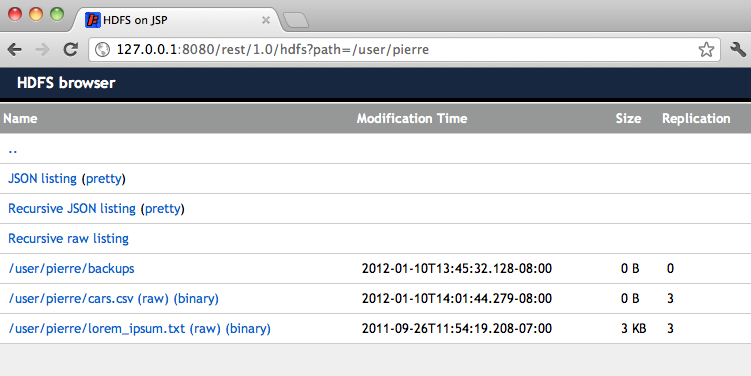 HDFS on JSP
127.0.0.1:8080/rest/1.0/hdfs?path=/user/pierre
HDFS browser
Name Modification Time Size Replication
..
JSON listing (pretty)
Recursive JSON listing (pretty)
Recursive raw listing
/user/pierre/backups 2012-01-10T13:45:32.128-08:00 0 B 0
/user/pierre/cars.csv (raw) (binary) 2012-01-10T14:01:44.279-08:00 0 B 3
/user/pierre/lorem_ipsum.txt (raw) (binary) 2011-09-26T11:54:19.208-07:00 3 KB 3